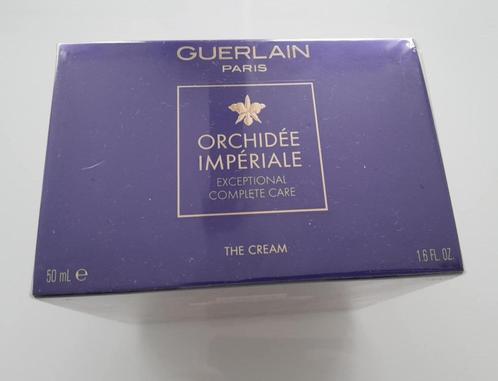 GUERLAIN
PARIS
ORCHIDÉE
IMPÉRIALE
EXCEPTIONAL
COMPLETE CARE
THE CREAM
50 mL ℮
1.6 FL. OZ.